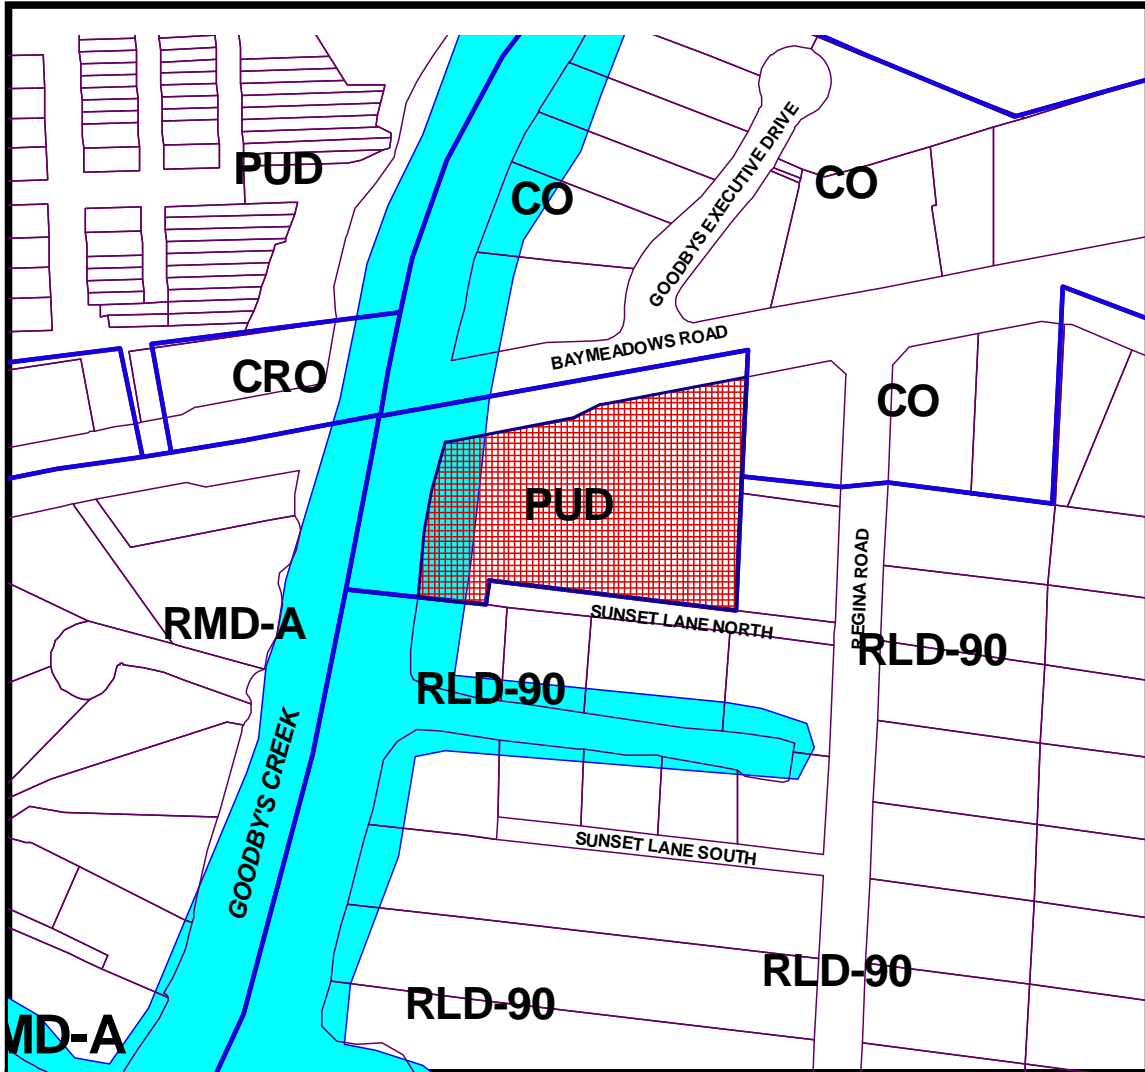 PUD
CO
CO
GOODBYS EXECUTIVE DRIVE
BAYMEADOWS ROAD
CRO
CO
PUD
REGINA ROAD
SUNSET LANE NORTH
RMD-A
RLD-90
RLD-90
GOODBY'S CREEK
SUNSET LANE SOUTH
RLD-90
RLD-90
MD-A